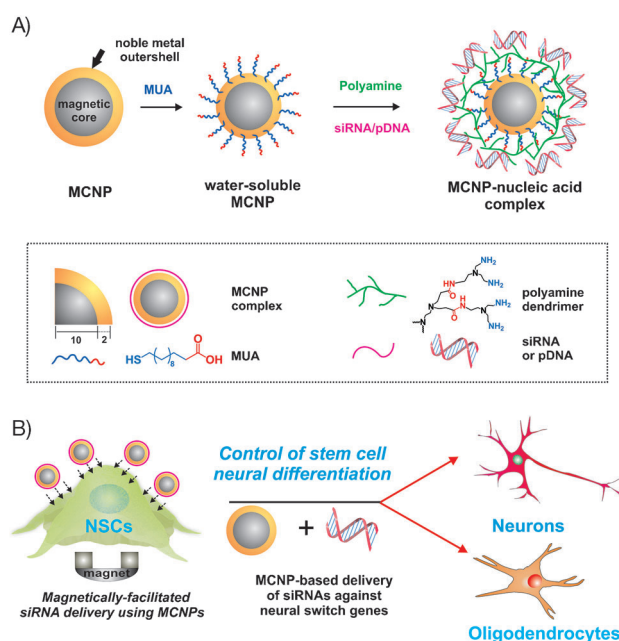 A)
noble metal
outershell
magnetic
core
MCNP
MUA
water-soluble
MCNP
Polyamine
siRNA/pDNA
MCNP-nucleic acid
complex
10
2
MCNP
complex
HS
8
O
OH
MUA
NH2
HN
N
NH2
O
N
H
N
N
NH2
N
O
NH2
polyamine
dendrimer
siRNA
or pDNA
B)
NSCs
magnet
Magnetically-facilitated
siRNA delivery using MCNPs
Control of stem cell
neural differentiation
+
MCNP-based delivery
of siRNAs against
neural switch genes
Neurons
Oligodendrocytes